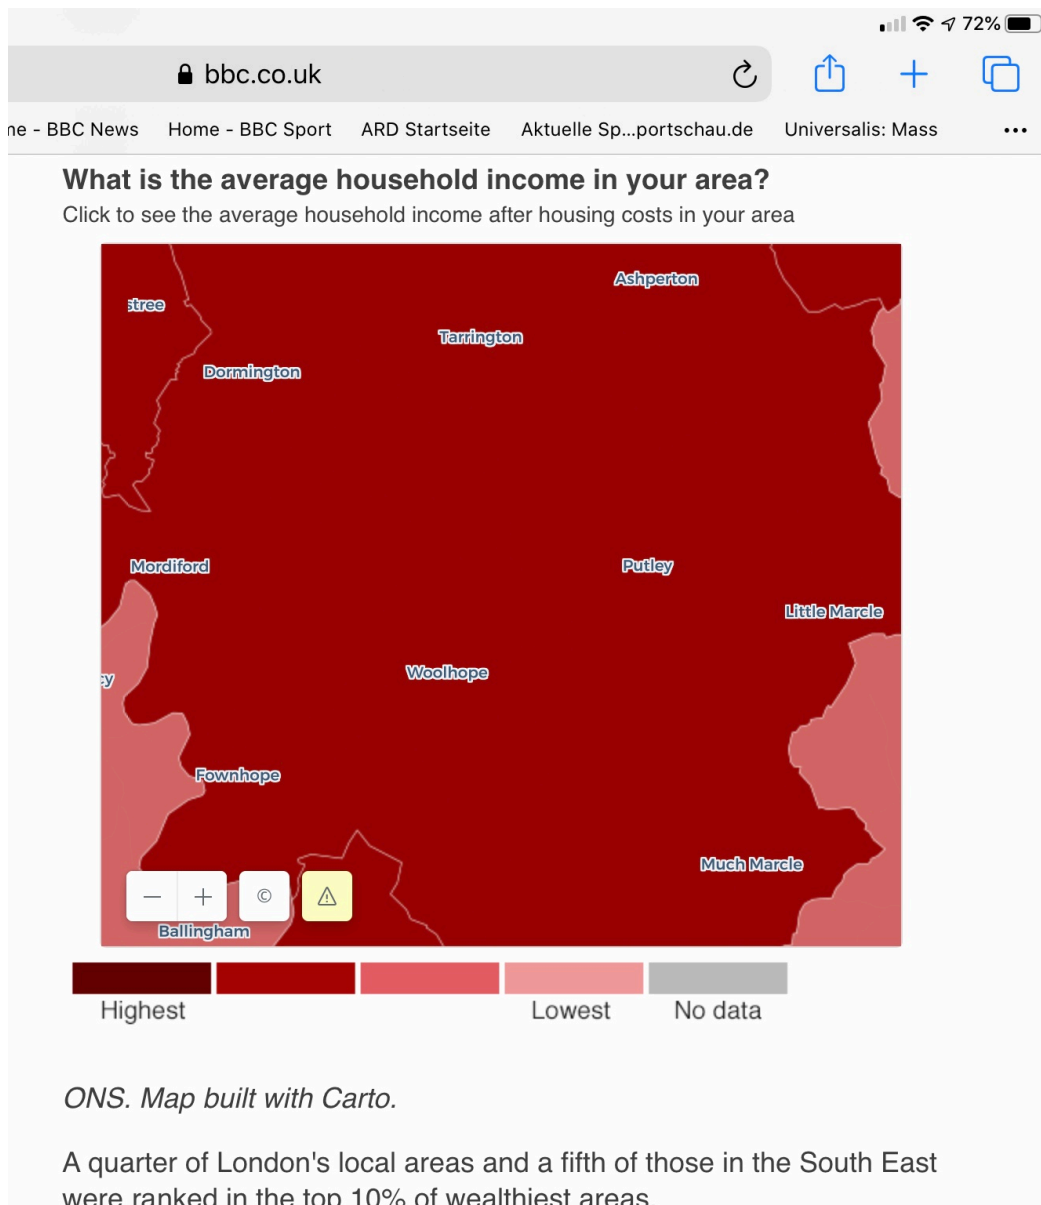 72%
bbc.co.uk
ne - BBC News Home - BBC Sport ARD Startseite Aktuelle Sp...portschau.de Universalis: Mass ...
What is the average household income in your area?
Click to see the average household income after housing costs in your area
Ashperton
stree
Tarrington
Dormington
Mordiford
Putley
Little Marcle
Woolhope
cy
Fownhope
Much Marcle
©
Ballingham
Highest Lowest No data
ONS. Map built with Carto.
A quarter of London's local areas and a fifth of those in the South East
were ranked in the top 10% of wealthiest areas